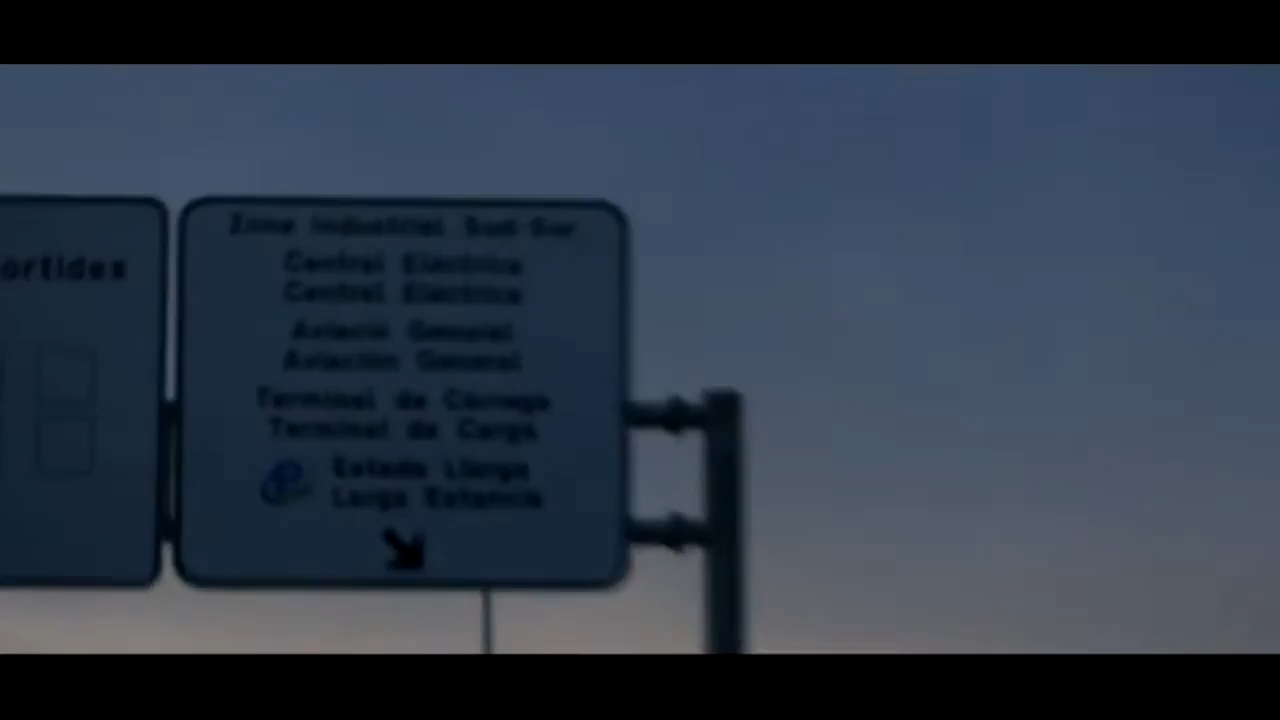 ortides
Zona Industrial Sud-Sur
Central Elèctrica
Central Eléctrica
Aviació General
Aviación General
Terminal de Càrrega
Terminal de Carga
Estada Llarga
Larga Estancia